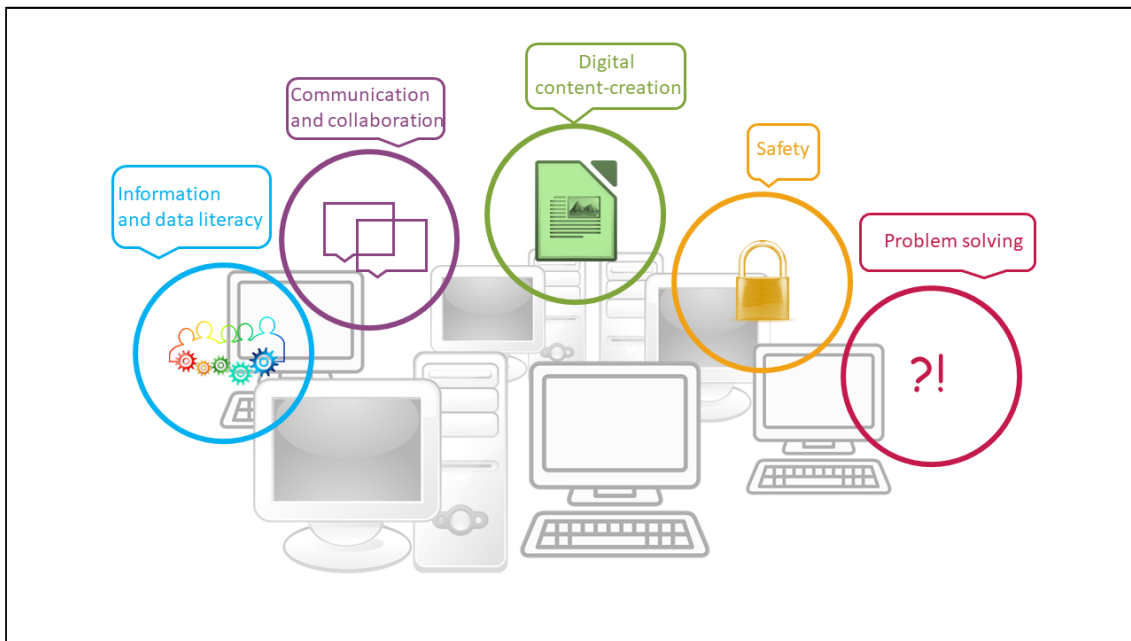 Information
and data literacy
Communication
and collaboration
Digital
content-creation
Safety
Problem solving
?!